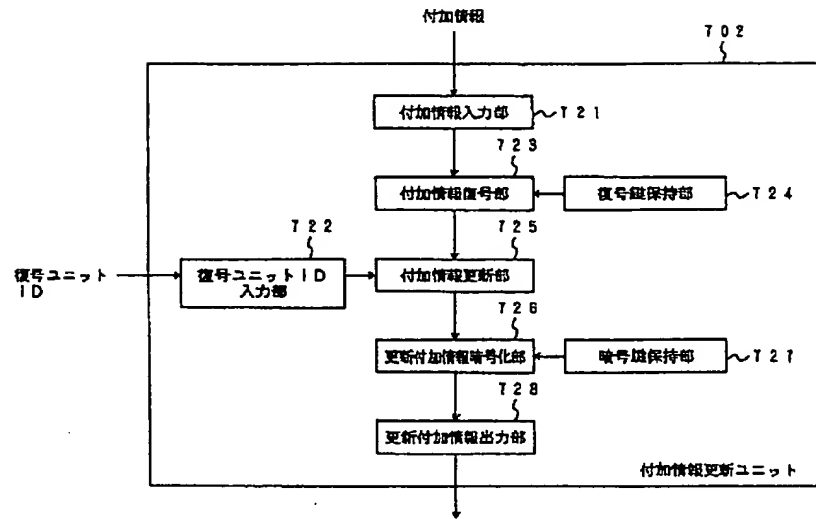 付加情報
702
付加情報入力部
721
723
付加情報復号部
復号鍵保持部
724
722
725
復号ユニット
ID
復号ユニットID
入力部
付加情報更新部
726
更新付加情報暗号化部
暗号鍵保持部
727
728
更新付加情報出力部
付加情報更新ユニット